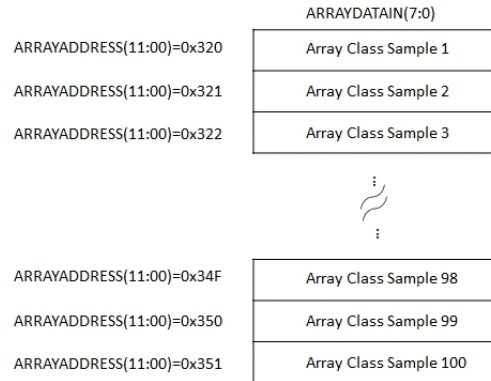 ARRAYDATAIN(7:0)
ARRAYADDRESS(11:00)=0x320 Array Class Sample 1
ARRAYADDRESS(11:00)=0x321 Array Class Sample 2
ARRAYADDRESS(11:00)=0x322 Array Class Sample 3
ARRAYADDRESS(11:00)=0x34F Array Class Sample 98
ARRAYADDRESS(11:00)=0x350 Array Class Sample 99
ARRAYADDRESS(11:00)=0x351 Array Class Sample 100